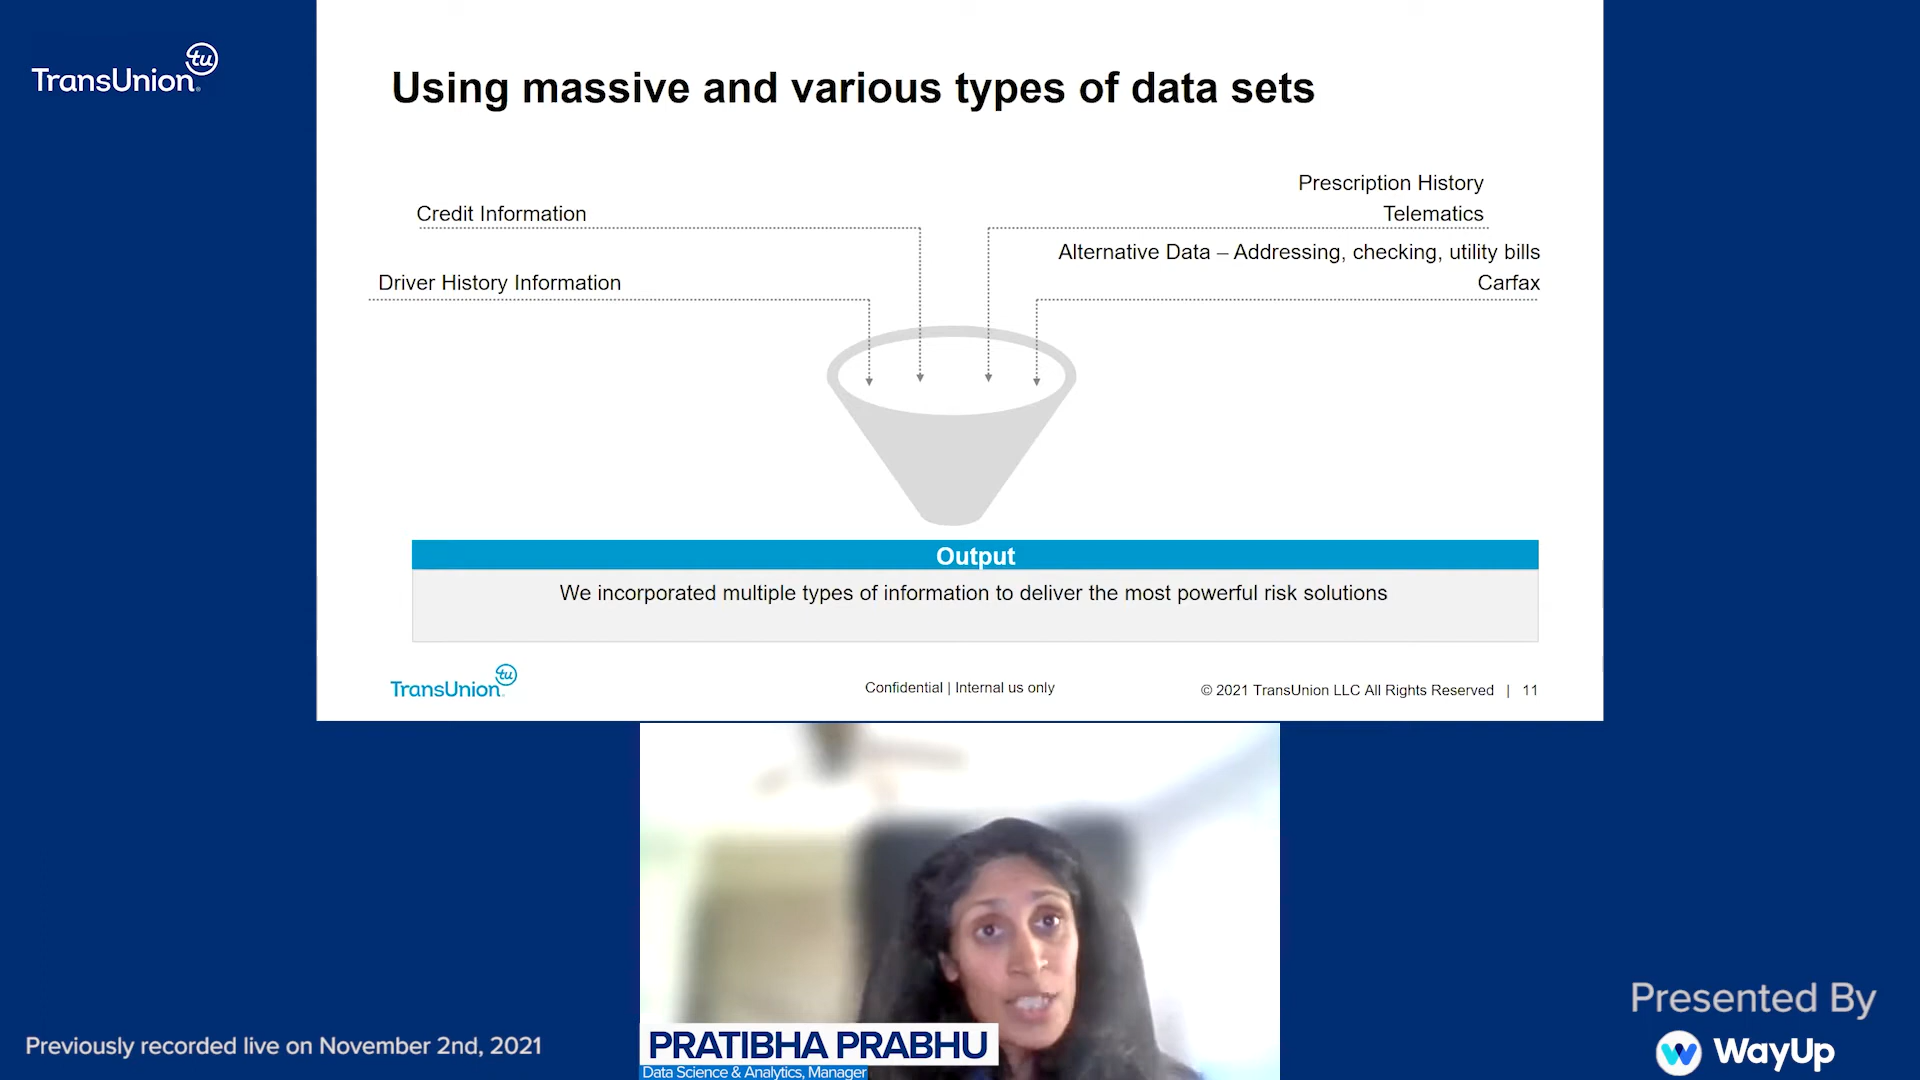 TransUnion
tu
Using massive and various types of data sets
Credit Information
Driver History Information
Prescription History
Telematics
Alternative Data – Addressing, checking, utility bills
Carfax
Output
We incorporated multiple types of information to deliver the most powerful risk solutions
TransUnion
tu
Confidential | Internal us only
© 2021 TransUnion LLC All Rights Reserved | 11
PRATIBHA PRABHU
Data Science & Analytics, Manager
Previously recorded live on November 2nd, 2021
Presented By
WayUp